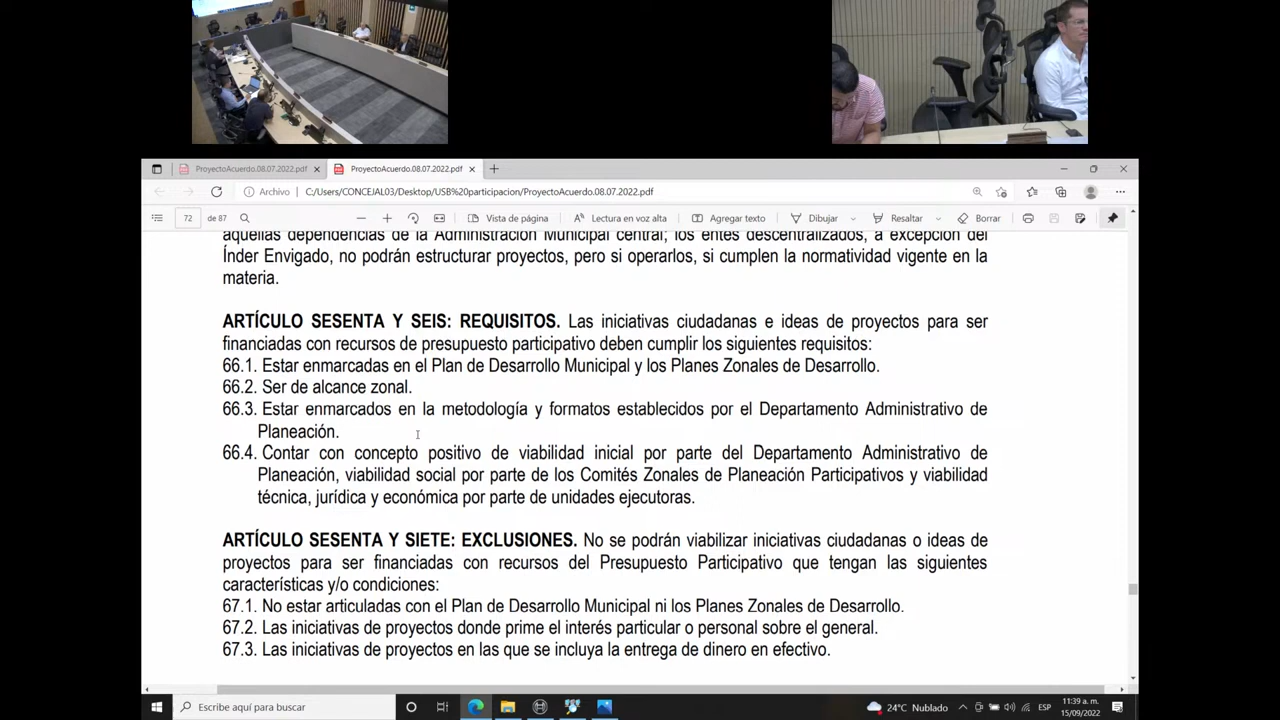 ProyectoAcuerdo.08.07.2022.pdf
ProyectoAcuerdo.08.07.2022.pdf
Archivo
C:/Users/CONCEJAL03/Desktop/USB%20participacion/ProyectoAcuerdo.08.07.2022.pdf
72 de 87
Vista de página
Lectura en voz alta
Agregar texto
Dibujar
Resaltar
Borrar
aquellas dependencias de la Administración Municipal central; los entes descentralizados, a excepción del
Índer Envigado, no podrán estructurar proyectos, pero si operarlos, si cumplen la normatividad vigente en la
materia.
ARTÍCULO SESENTA Y SEIS: REQUISITOS. Las iniciativas ciudadanas e ideas de proyectos para ser
financiadas con recursos de presupuesto participativo deben cumplir los siguientes requisitos:
66.1. Estar enmarcadas en el Plan de Desarrollo Municipal y los Planes Zonales de Desarrollo.
66.2. Ser de alcance zonal.
66.3. Estar enmarcados en la metodología y formatos establecidos por el Departamento Administrativo de
Planeación.
66.4. Contar con concepto positivo de viabilidad inicial por parte del Departamento Administrativo de
Planeación, viabilidad social por parte de los Comités Zonales de Planeación Participativos y viabilidad
técnica, jurídica y económica por parte de unidades ejecutoras.
ARTÍCULO SESENTA Y SIETE: EXCLUSIONES. No se podrán viabilizar iniciativas ciudadanas o ideas de
proyectos para ser financiadas con recursos del Presupuesto Participativo que tengan las siguientes
características y/o condiciones:
67.1. No estar articuladas con el Plan de Desarrollo Municipal ni los Planes Zonales de Desarrollo.
67.2. Las iniciativas de proyectos donde prime el interés particular o personal sobre el general.
67.3. Las iniciativas de proyectos en las que se incluya la entrega de dinero en efectivo.
Escribe aquí para buscar
24°C Nublado
ESP
11:39 a. m.
15/09/2022